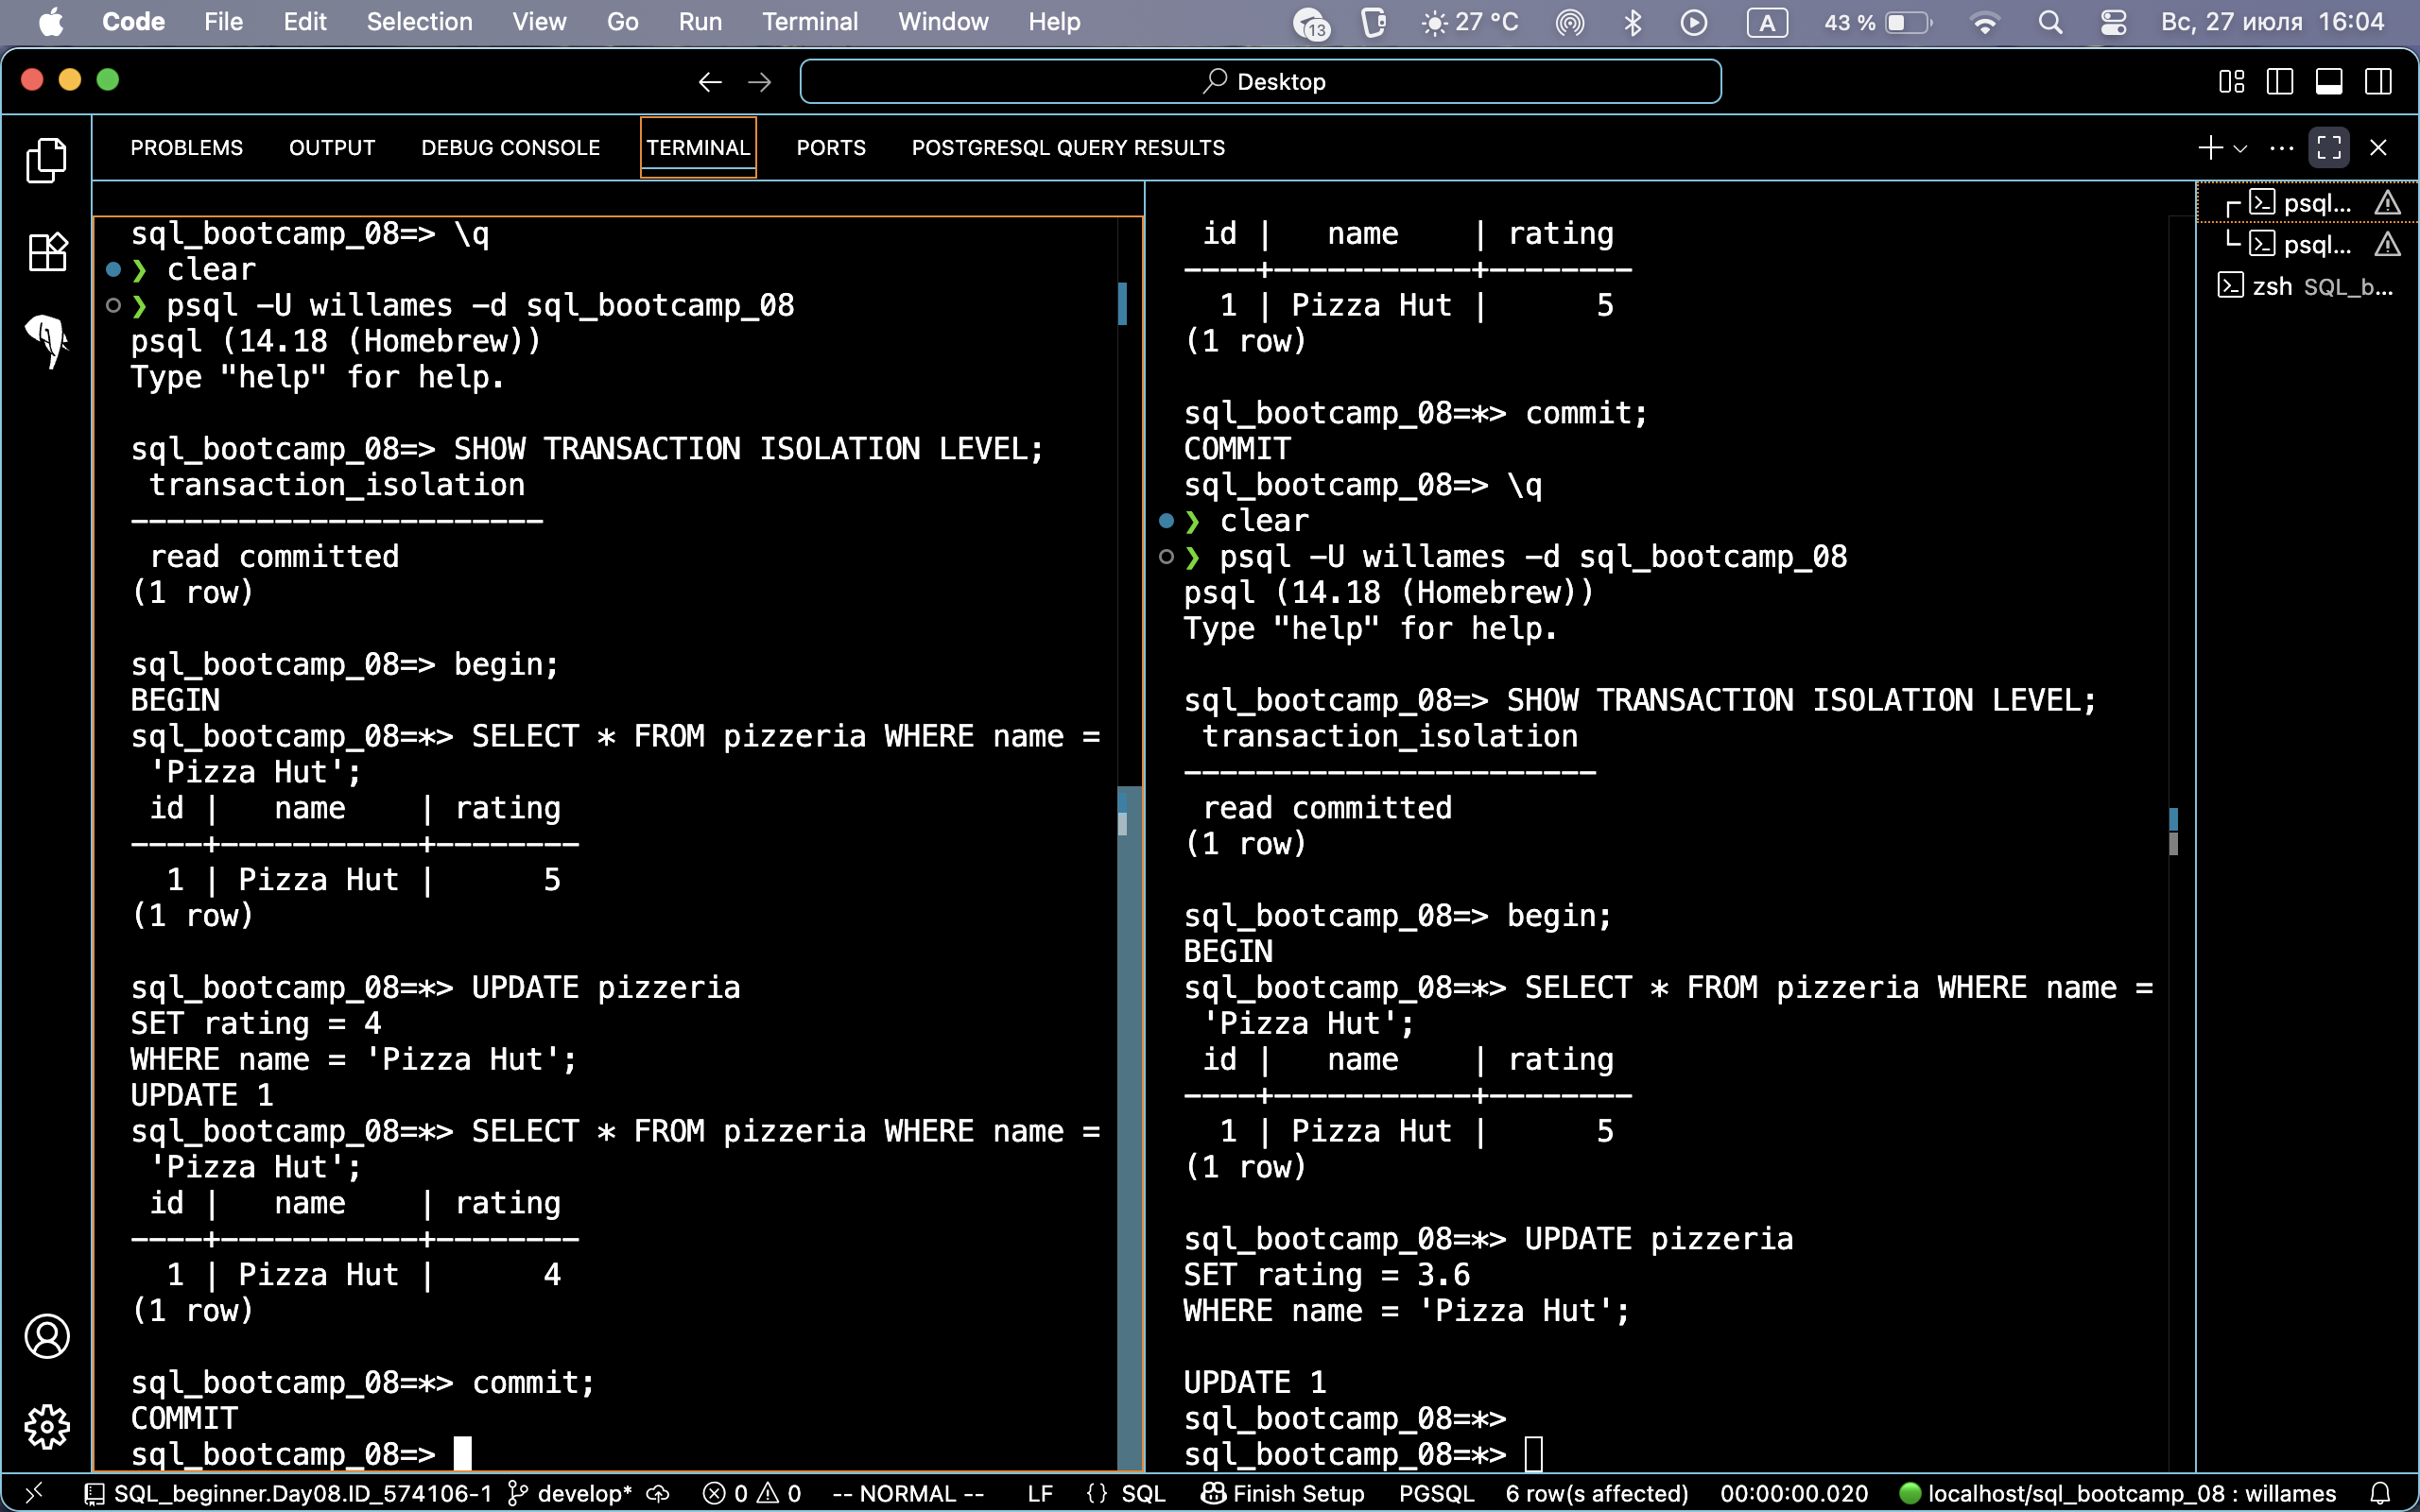 Code File Edit Selection View Go Run Terminal Window Help 13 27 °C A 43 % Вс, 27 июля 16:04
Desktop
PROBLEMS OUTPUT DEBUG CONSOLE TERMINAL PORTS POSTGRESQL QUERY RESULTS
sql_bootcamp_08=> \q
❯ clear
❯ psql -U willames -d sql_bootcamp_08
psql (14.18 (Homebrew))
Type "help" for help.
sql_bootcamp_08=> SHOW TRANSACTION ISOLATION LEVEL;
transaction_isolation
-----------------------
read committed
(1 row)
sql_bootcamp_08=> begin;
BEGIN
sql_bootcamp_08=*> SELECT * FROM pizzeria WHERE name =
'Pizza Hut';
id |   name    | rating
----+-----------+--------
1 | Pizza Hut |      5
(1 row)
sql_bootcamp_08=*> UPDATE pizzeria
SET rating = 4
WHERE name = 'Pizza Hut';
UPDATE 1
sql_bootcamp_08=*> SELECT * FROM pizzeria WHERE name =
'Pizza Hut';
id |   name    | rating
----+-----------+--------
1 | Pizza Hut |      4
(1 row)
sql_bootcamp_08=*> commit;
COMMIT
sql_bootcamp_08=>
id |   name    | rating
----+-----------+--------
1 | Pizza Hut |      5
(1 row)
sql_bootcamp_08=*> commit;
COMMIT
sql_bootcamp_08=> \q
❯ clear
❯ psql -U willames -d sql_bootcamp_08
psql (14.18 (Homebrew))
Type "help" for help.
sql_bootcamp_08=> SHOW TRANSACTION ISOLATION LEVEL;
transaction_isolation
-----------------------
read committed
(1 row)
sql_bootcamp_08=> begin;
BEGIN
sql_bootcamp_08=*> SELECT * FROM pizzeria WHERE name =
'Pizza Hut';
id |   name    | rating
----+-----------+--------
1 | Pizza Hut |      5
(1 row)
sql_bootcamp_08=*> UPDATE pizzeria
SET rating = 3.6
WHERE name = 'Pizza Hut';
UPDATE 1
sql_bootcamp_08=*>
sql_bootcamp_08=*>
psql...
psql...
zsh SQL_b...
SQL_beginner.Day08.ID_574106-1 develop* 0 0 -- NORMAL -- LF {} SQL Finish Setup PGSQL 6 row(s) affected) 00:00:00.020 localhost/sql_bootcamp_08 : willames